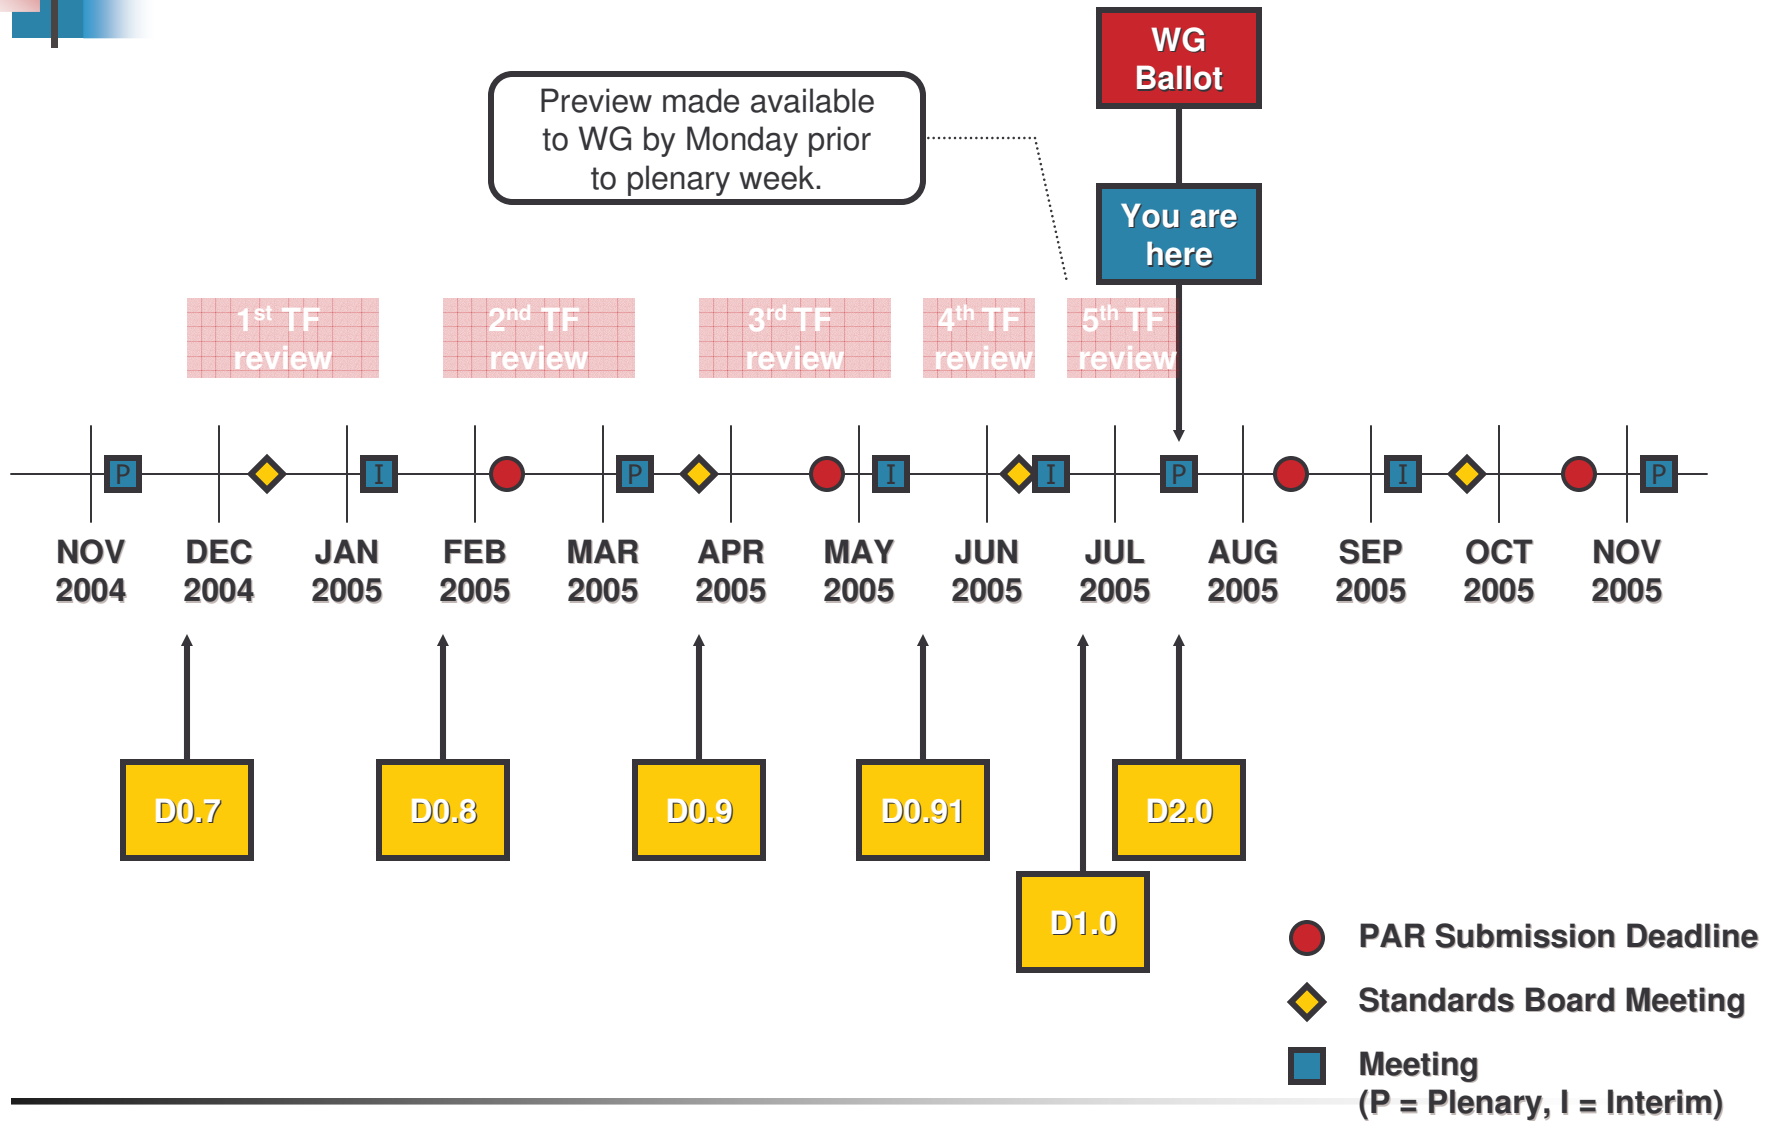 WG
Ballot
Preview made available
to WG by Monday prior
to plenary week.
You are
here
1st TF
review
2nd TF
review
3rd TF
review
4th TF
review
5th TF
review
P
I
P
I
I
P
I
P
NOV
2004
DEC
2004
JAN
2005
FEB
2005
MAR
2005
APR
2005
MAY
2005
JUN
2005
JUL
2005
AUG
2005
SEP
2005
OCT
2005
NOV
2005
D0.7
D0.8
D0.9
D0.91
D2.0
D1.0
PAR Submission Deadline
Standards Board Meeting
Meeting
(P = Plenary, I = Interim)